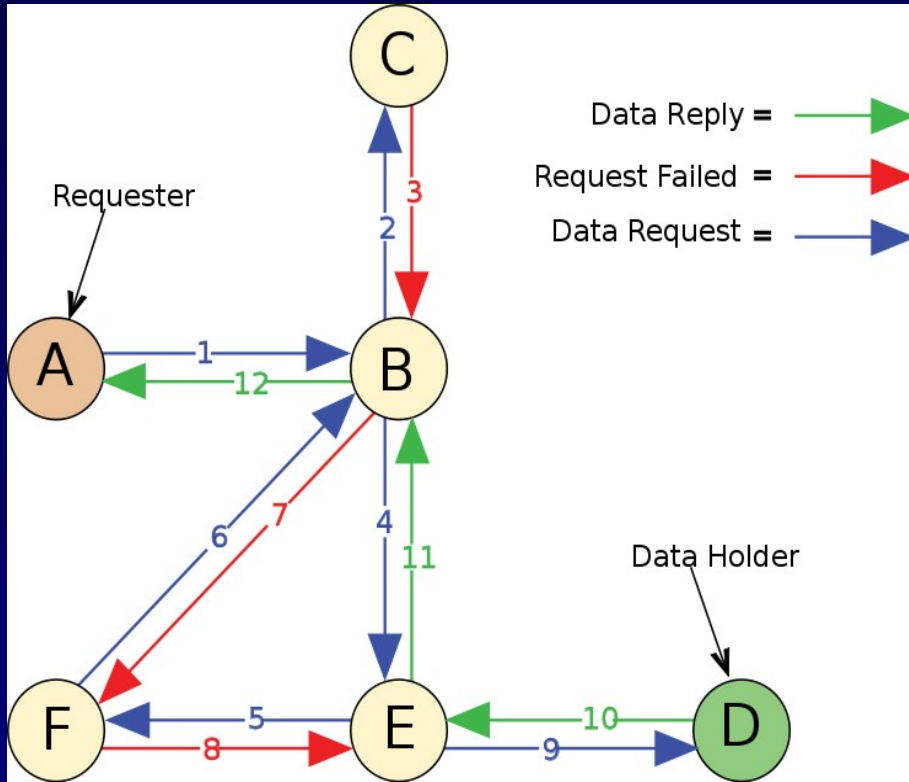 C
Data Reply =
Request Failed =
Data Request =
3
2
Requester
A
1
12
B
6
7
4
11
Data Holder
F
5
8
E
10
9
D